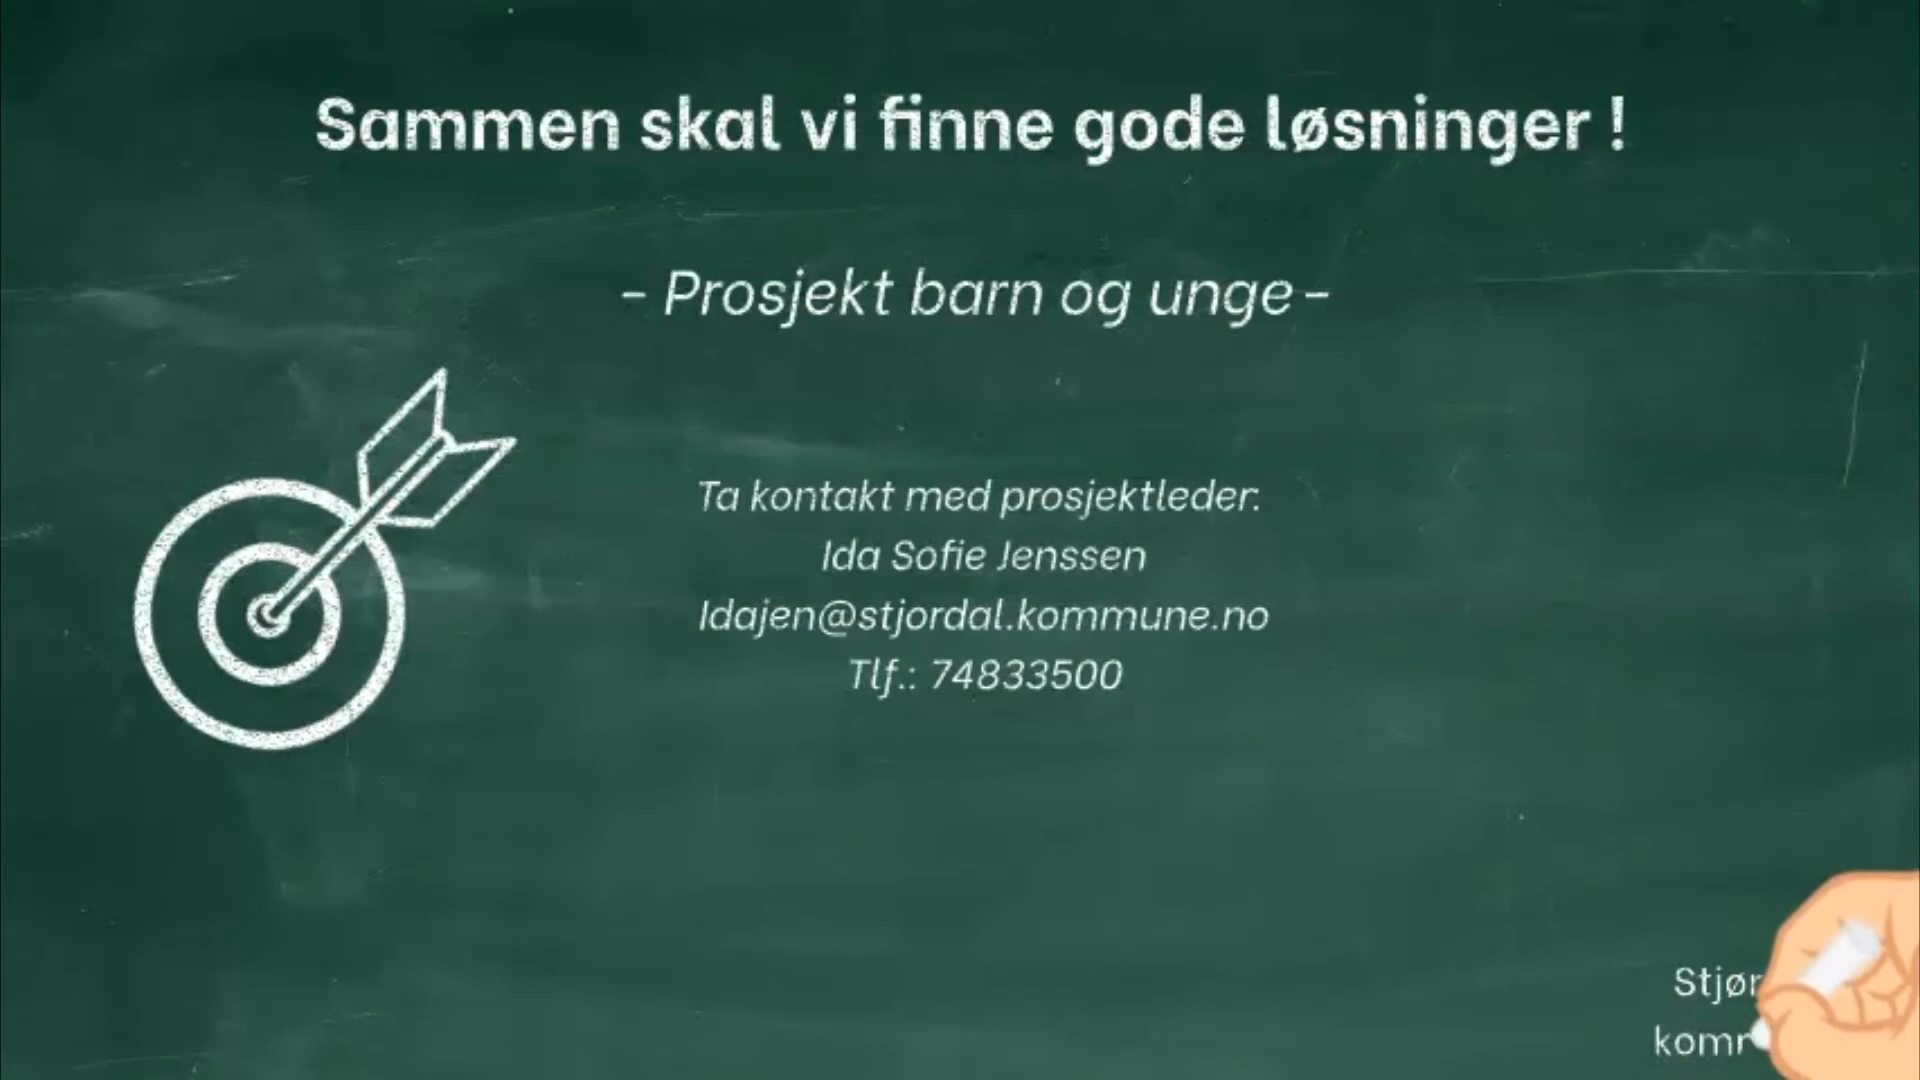 Sammen skal vi finne gode løsninger !
- Prosjekt barn og unge-
Ta kontakt med prosjektleder:
Ida Sofie Jenssen
Idajen@stjordal.kommune.no
Tlf.: 74833500